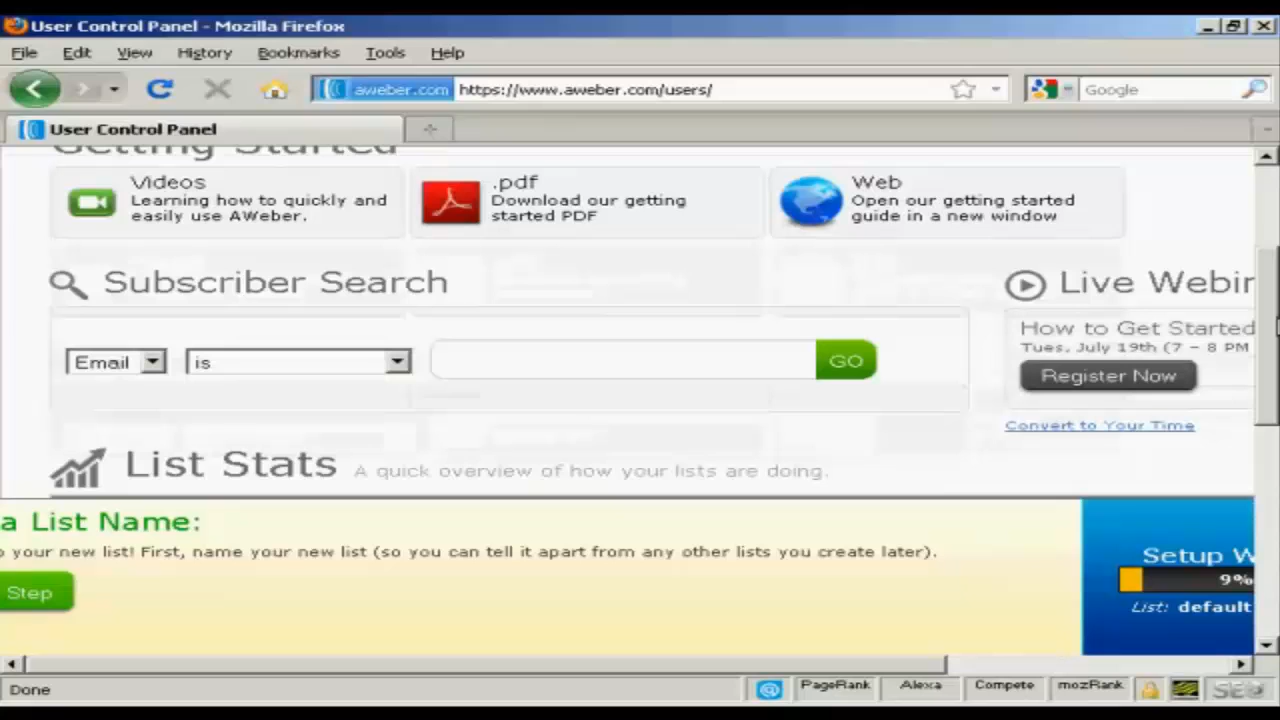 User Control Panel - Mozilla Firefox
File Edit View History Bookmarks Tools Help
aweber.com https://www.aweber.com/users/
Google
User Control Panel
Getting Started
Videos
Learning how to quickly and
easily use AWeber.
.pdf
Download our getting
started PDF
Web
Open our getting started
guide in a new window
Subscriber Search
Email is GO
Live Webin
How to Get Started
Tues, July 19th (7 - 8 PM
Register Now
Convert to Your Time
List Stats A quick overview of how your lists are doing.
a List Name:
o your new list! First, name your new list (so you can tell it apart from any other lists you create later).
Step
Setup W
9%
List: default
Done
PageRank Alexa Compete mozRank SEO